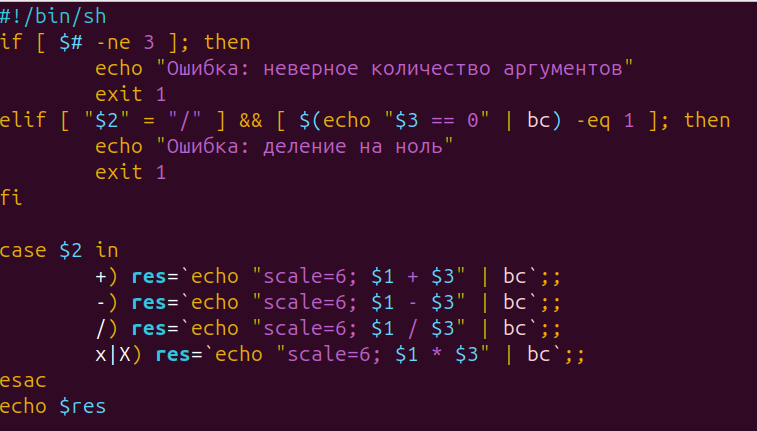 #!/bin/sh
if [ $# -ne 3 ]; then
        echo "Ошибка: неверное количество аргументов"
        exit 1
elif [ "$2" = "/" ] && [ $(echo "$3 == 0" | bc) -eq 1 ]; then
        echo "Ошибка: деление на ноль"
        exit 1
fi

case $2 in
        +) res=`echo "scale=6; $1 + $3" | bc`;;
        -) res=`echo "scale=6; $1 - $3" | bc`;;
        /) res=`echo "scale=6; $1 / $3" | bc`;;
        x|X) res=`echo "scale=6; $1 * $3" | bc`;;
esac
echo $res